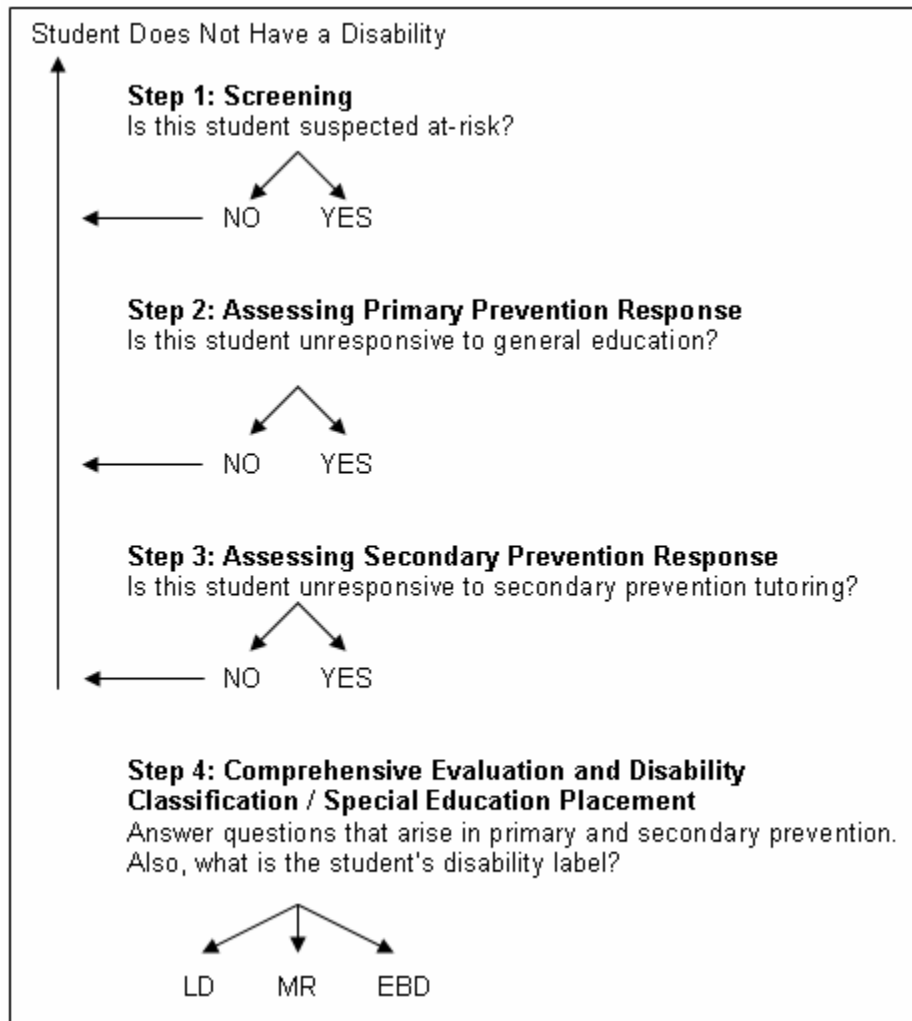 Student Does Not Have a Disability
Step 1: Screening
Is this student suspected at-risk?
NO YES
Step 2: Assessing Primary Prevention Response
Is this student unresponsive to general education?
NO YES
Step 3: Assessing Secondary Prevention Response
Is this student unresponsive to secondary prevention tutoring?
NO YES
Step 4: Comprehensive Evaluation and Disability
Classification / Special Education Placement
Answer questions that arise in primary and secondary prevention.
Also, what is the student's disability label?
LD MR EBD